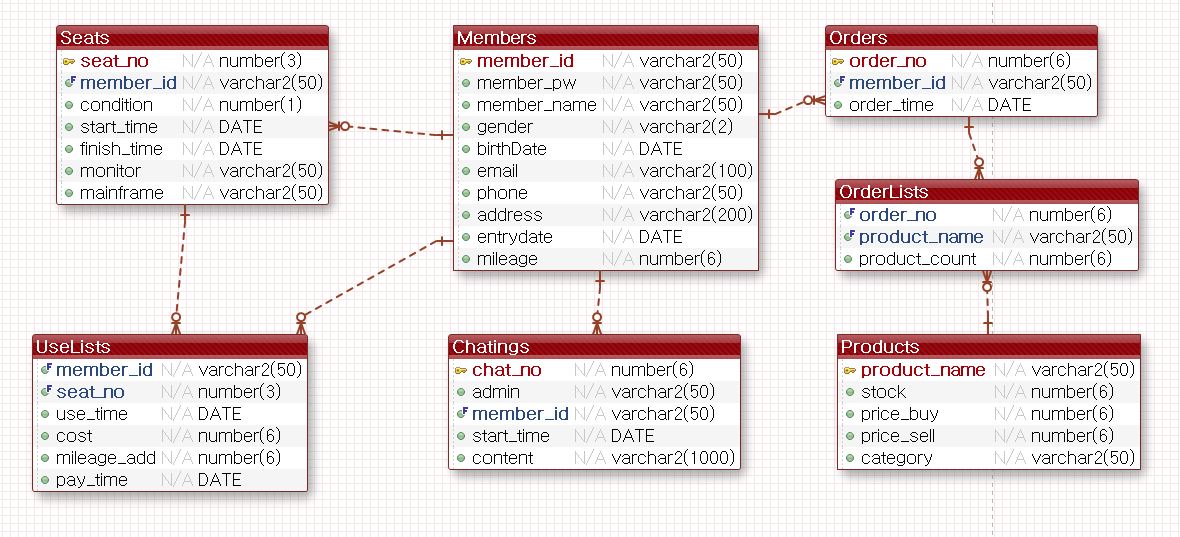 Seats
seat_no N/A number(3)
member_id N/A varchar2(50)
condition N/A number(1)
start_time N/A DATE
finish_time N/A DATE
monitor N/A varchar2(50)
mainframe N/A varchar2(50)
Members
member_id N/A varchar2(50)
member_pw N/A varchar2(50)
member_name N/A varchar2(50)
gender N/A varchar2(2)
birthDate N/A DATE
email N/A varchar2(100)
phone N/A varchar2(50)
address N/A varchar2(200)
entrydate N/A DATE
mileage N/A number(6)
Orders
order_no N/A number(6)
member_id N/A varchar2(50)
order_time N/A DATE
OrderLists
order_no N/A number(6)
product_name N/A varchar2(50)
product_count N/A number(6)
UseLists
member_id N/A varchar2(50)
seat_no N/A number(3)
use_time N/A DATE
cost N/A number(6)
mileage_add N/A number(6)
pay_time N/A DATE
Chatings
chat_no N/A number(6)
admin N/A varchar2(50)
member_id N/A varchar2(50)
start_time N/A DATE
content N/A varchar2(1000)
Products
product_name N/A varchar2(50)
stock N/A number(6)
price_buy N/A number(6)
price_sell N/A number(6)
category N/A varchar2(50)